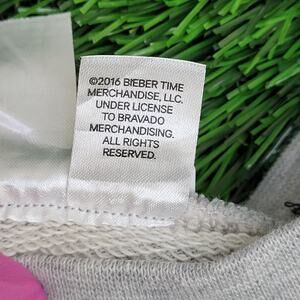 ©2016 BIEBER TIME
MERCHANDISE, LLC.
UNDER LICENSE
TO BRAVADO
MERCHANDISING.
ALL RIGHTS
RESERVED.